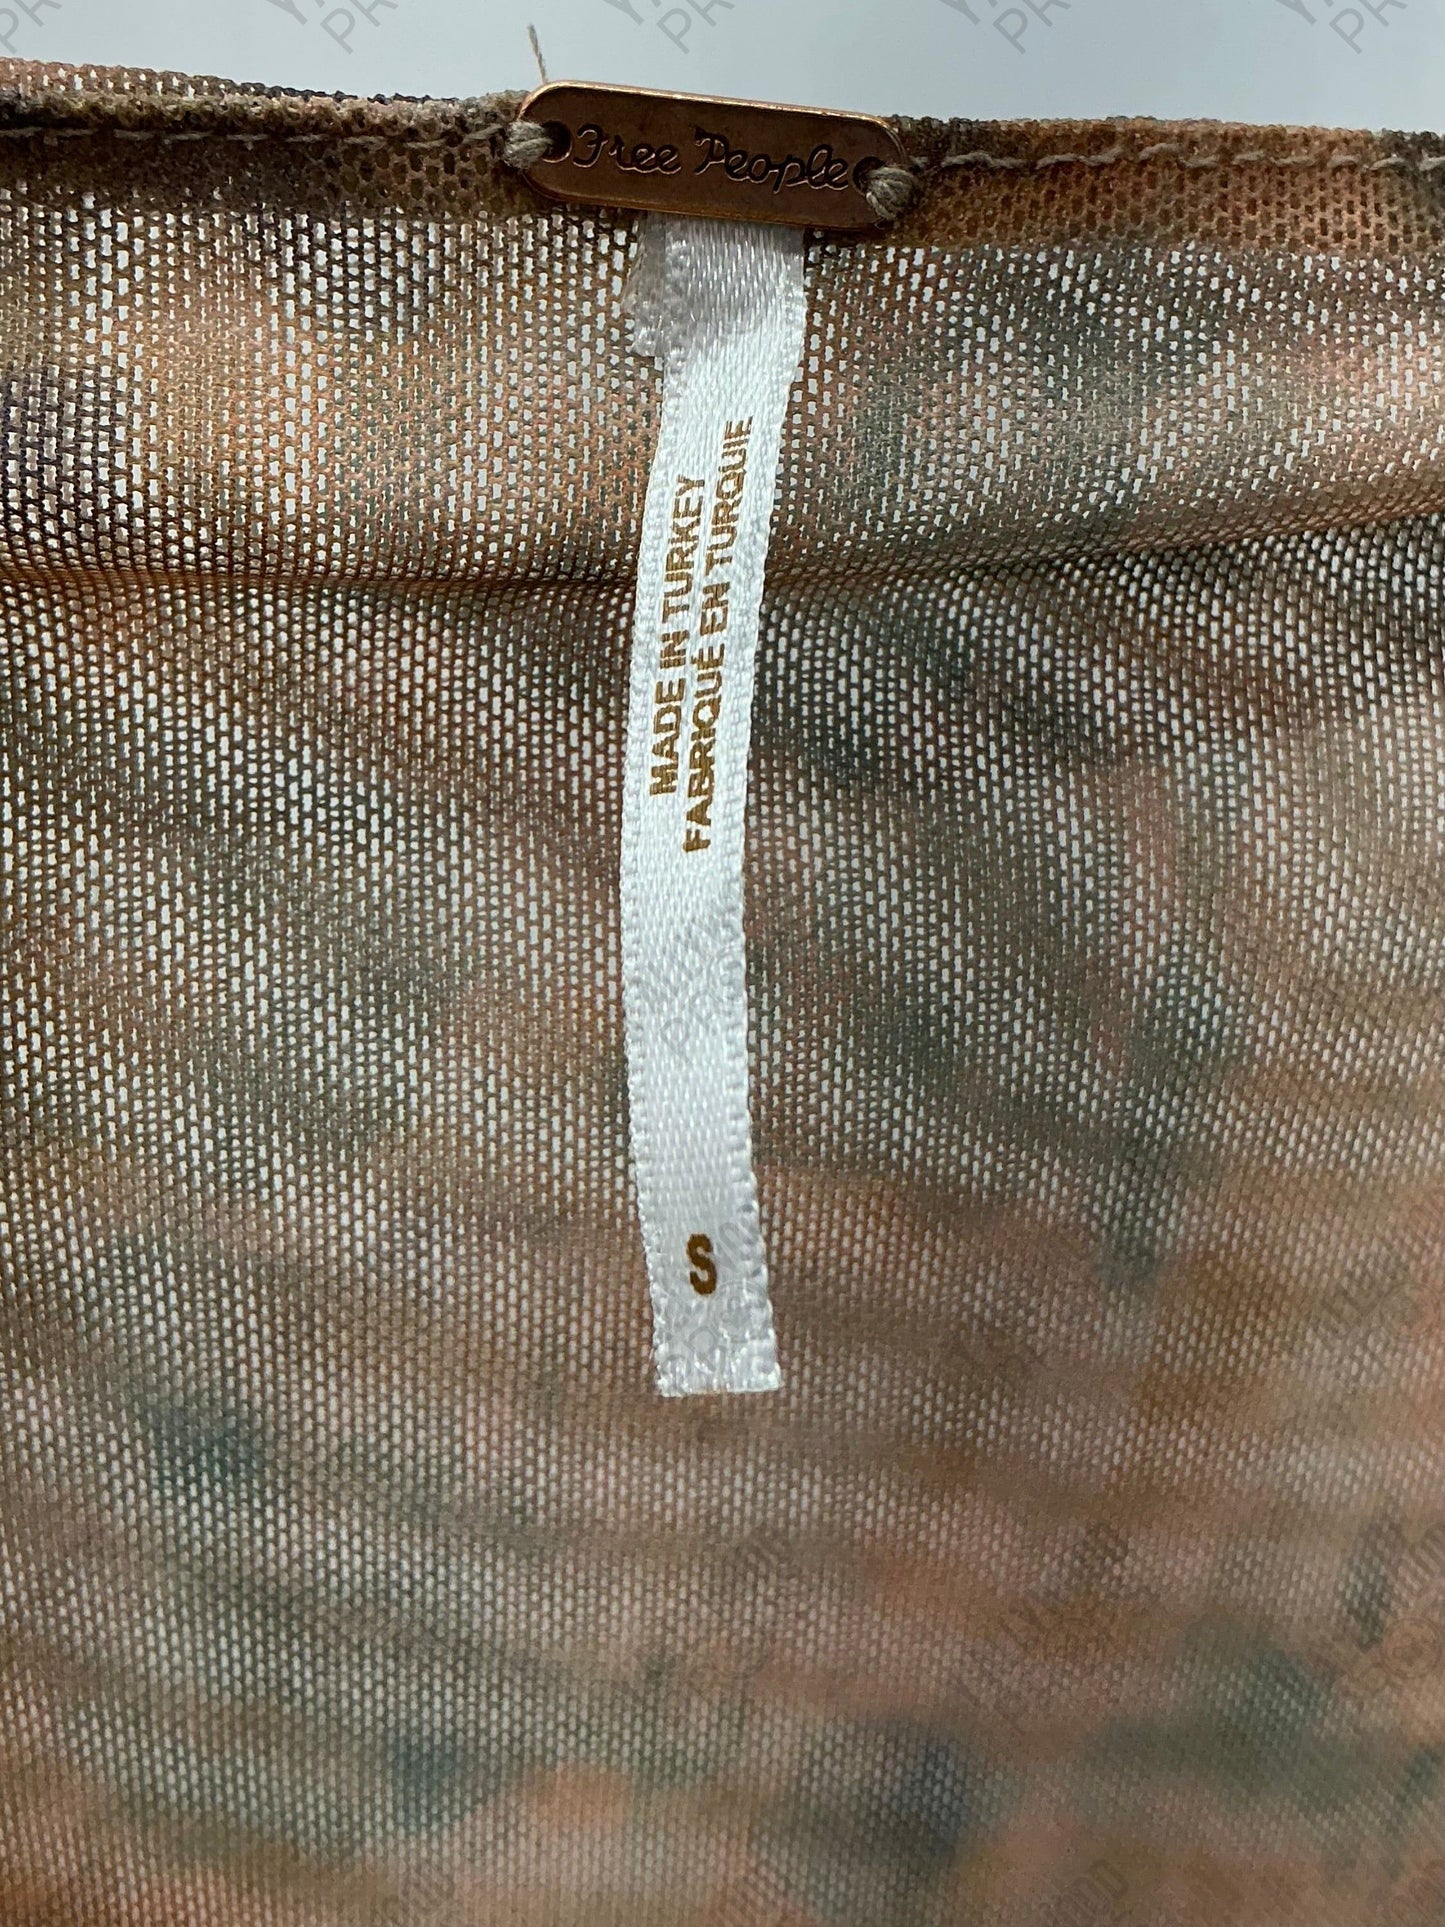 Free People
MADE IN TURKEY
FABRIQUÉ EN TURQUIE
S